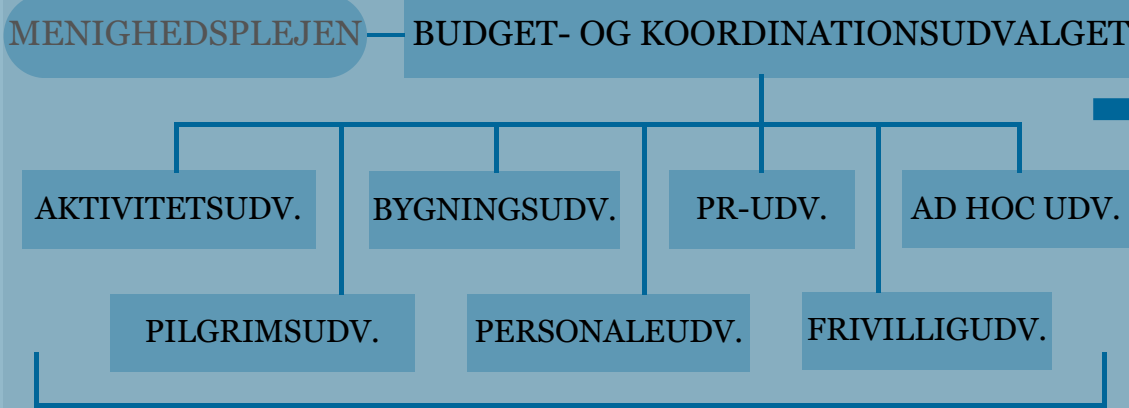 MENIGHEDSPLEJEN
BUDGET- OG KOORDINATIONSUDVALGET
AKTIVITETSUDV.
BYGNINGSUDV.
PR-UDV.
AD HOC UDV.
PILGRIMSUDV.
PERSONALEUDV.
FRIVILLIGUDV.